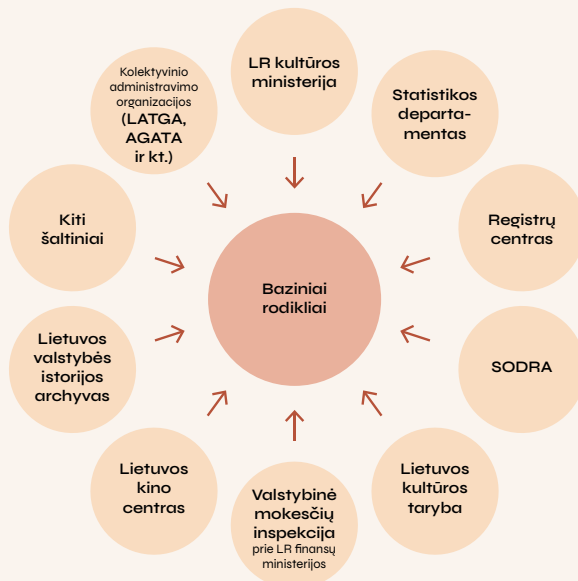 LR kultūros
ministerija
Statistikos
departa-
mentas
Registrų
centras
SODRA
Lietuvos
kultūros
taryba
Valstybinė
mokesčių
inspekcija
prie LR finansų
ministerijos
Lietuvos
kino
centras
Lietuvos
valstybės
istorijos
archyvas
Kiti
šaltiniai
Kolektyvinio
administravimo
organizacijos
(LATGA,
AGATA
ir kt.)
Baziniai
rodikliai